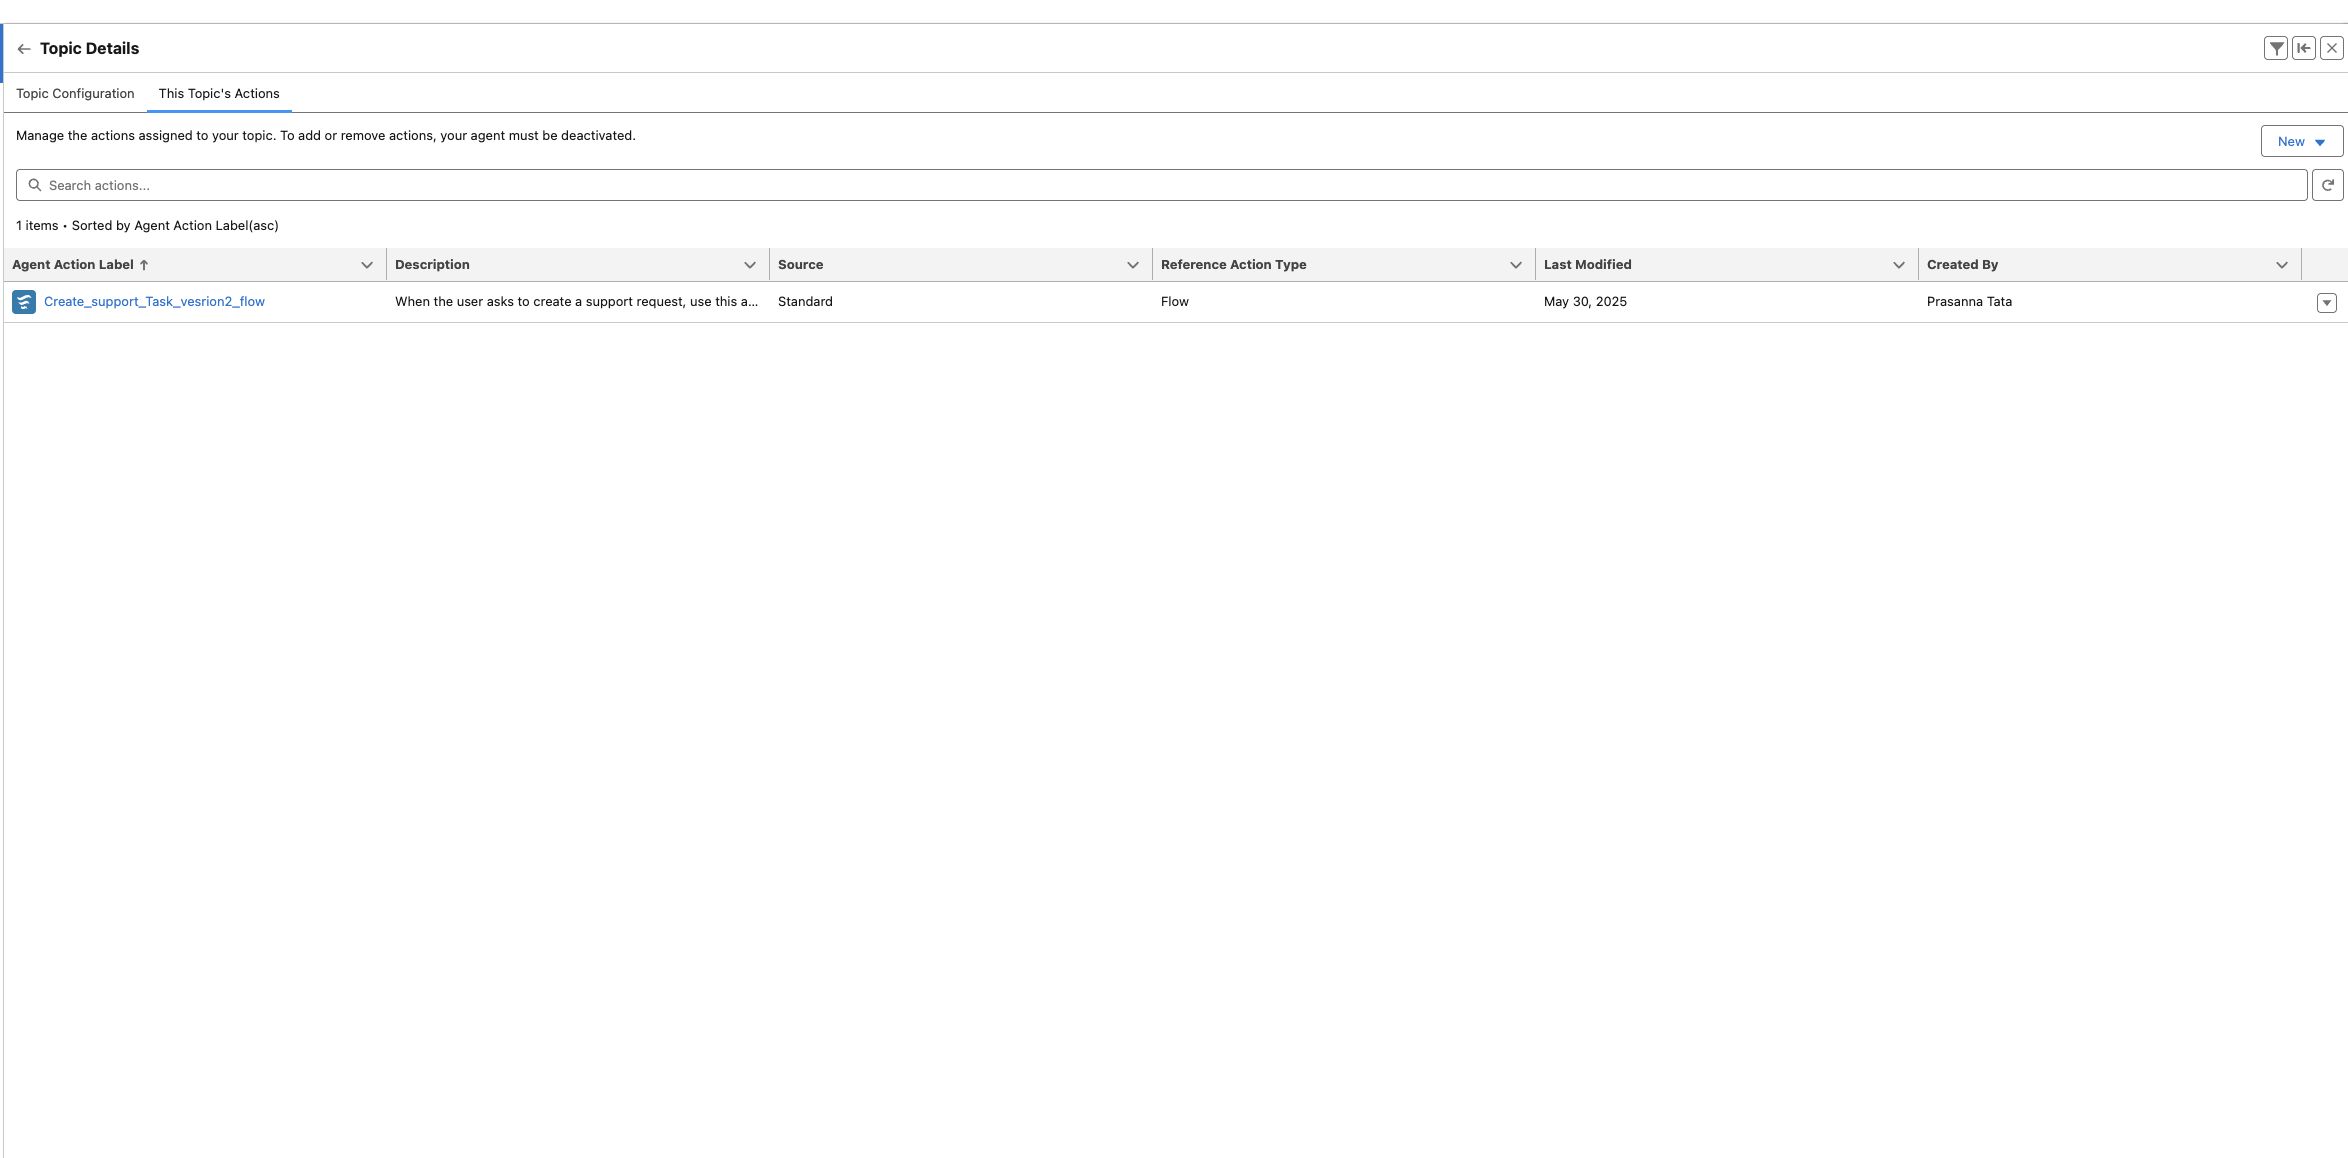 Topic Details
Topic Configuration This Topic's Actions
Manage the actions assigned to your topic. To add or remove actions, your agent must be deactivated.
New
Search actions...
1 items • Sorted by Agent Action Label(asc)
Agent Action Label Description Source Reference Action Type Last Modified Created By
Create_support_Task_vesrion2_flow When the user asks to create a support request, use this a... Standard Flow May 30, 2025 Prasanna Tata